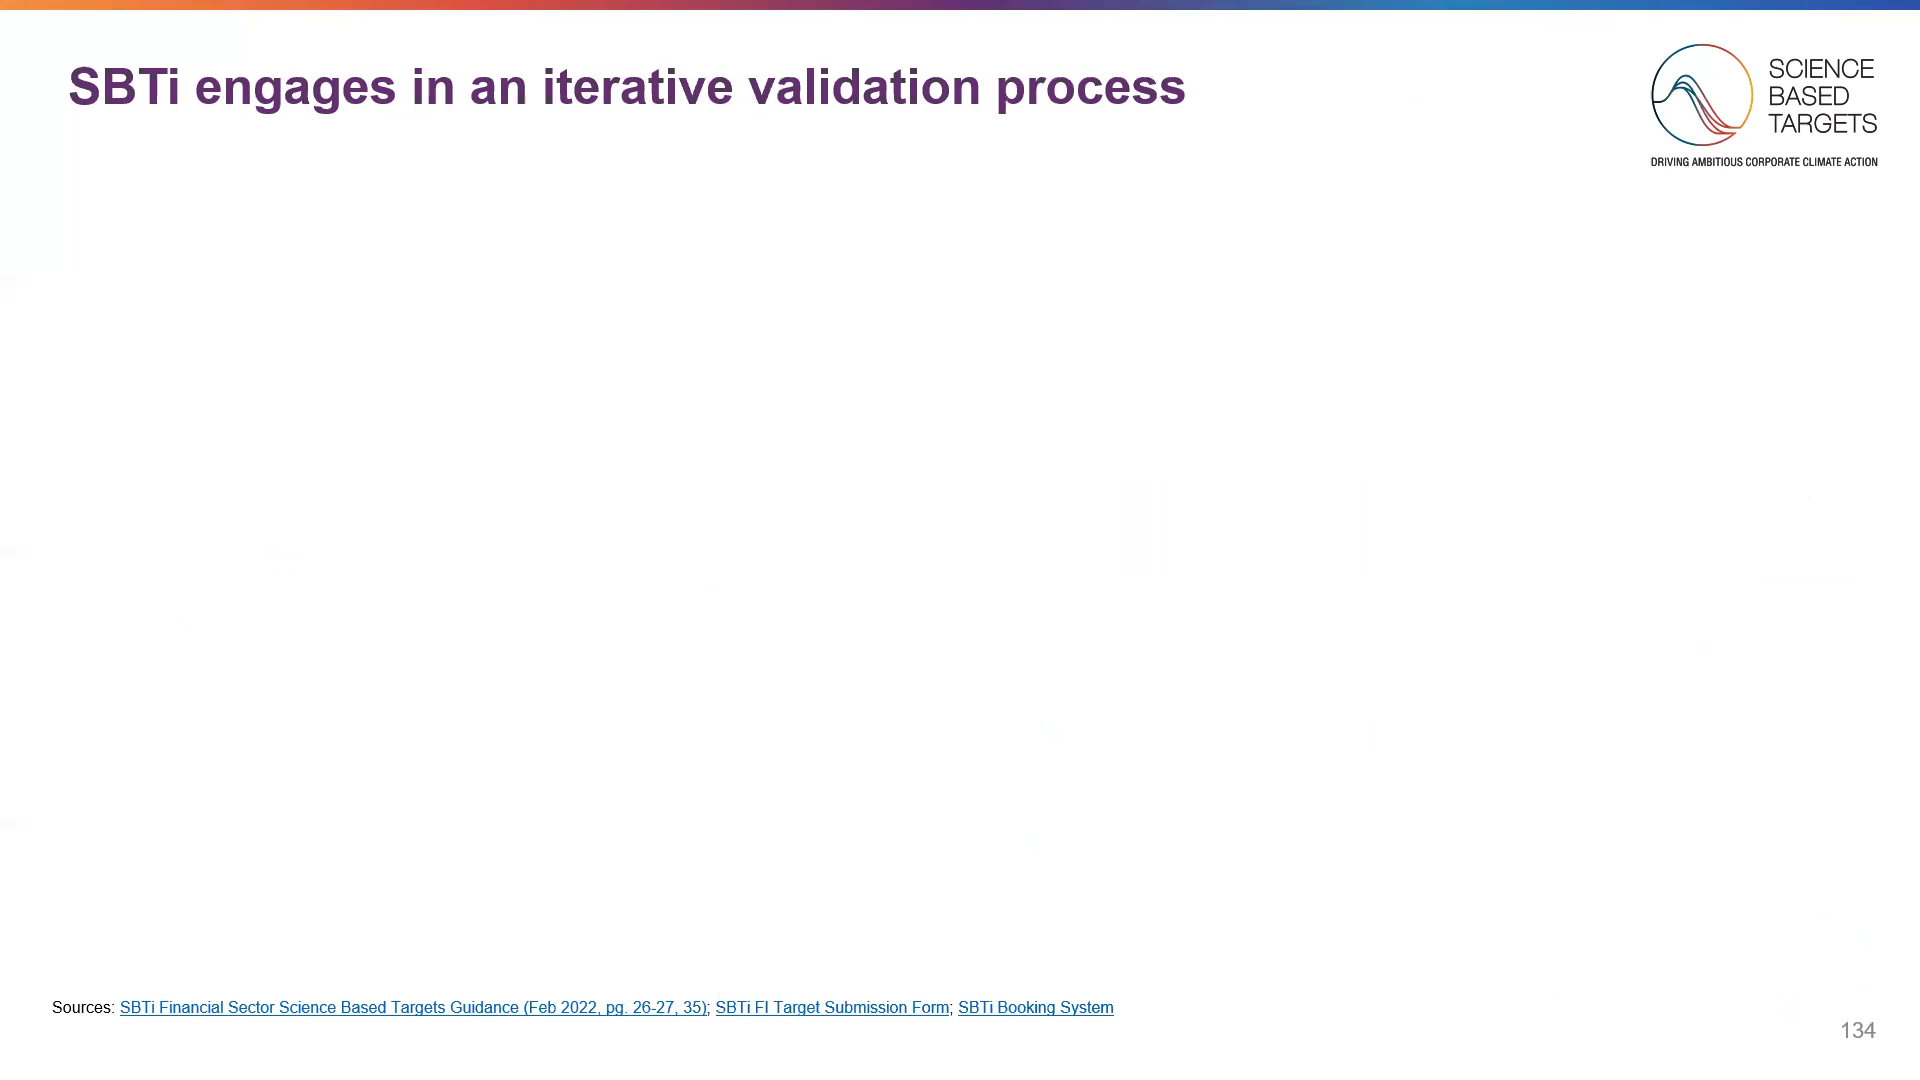 SBTi engages in an iterative validation process
SCIENCE
BASED
TARGETS
DRIVING AMBITIOUS CORPORATE CLIMATE ACTION
Sources: SBTi Financial Sector Science Based Targets Guidance (Feb 2022, pg. 26-27, 35); SBTi FI Target Submission Form; SBTi Booking System
134